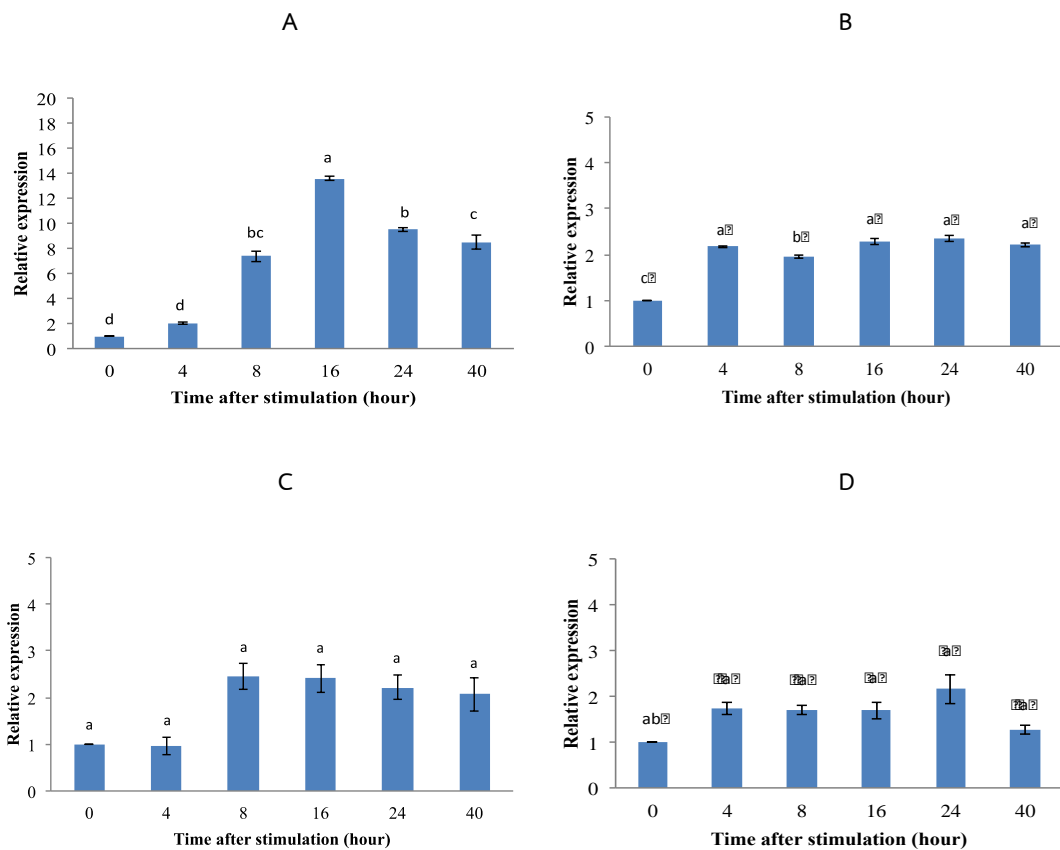 A
20
18
16
14
12
10
8
6
4
2
0
Relative expression
d
d
bc
a
b
c
0 4 8 16 24 40
Time after stimulation (hour)
B
5
4
3
2
1
0
Relative expression
c
a
b
a
a
a
0 4 8 16 24 40
Time after stimulation (hour)
C
5
4
3
2
1
0
Relative expression
a
a
a
a
a
a
0 4 8 16 24 40
Time after stimulation (hour)
D
5
4
3
2
1
0
Relative expression
ab
a
a
a
a
a
0 4 8 16 24 40
Time after stimulation (hour)